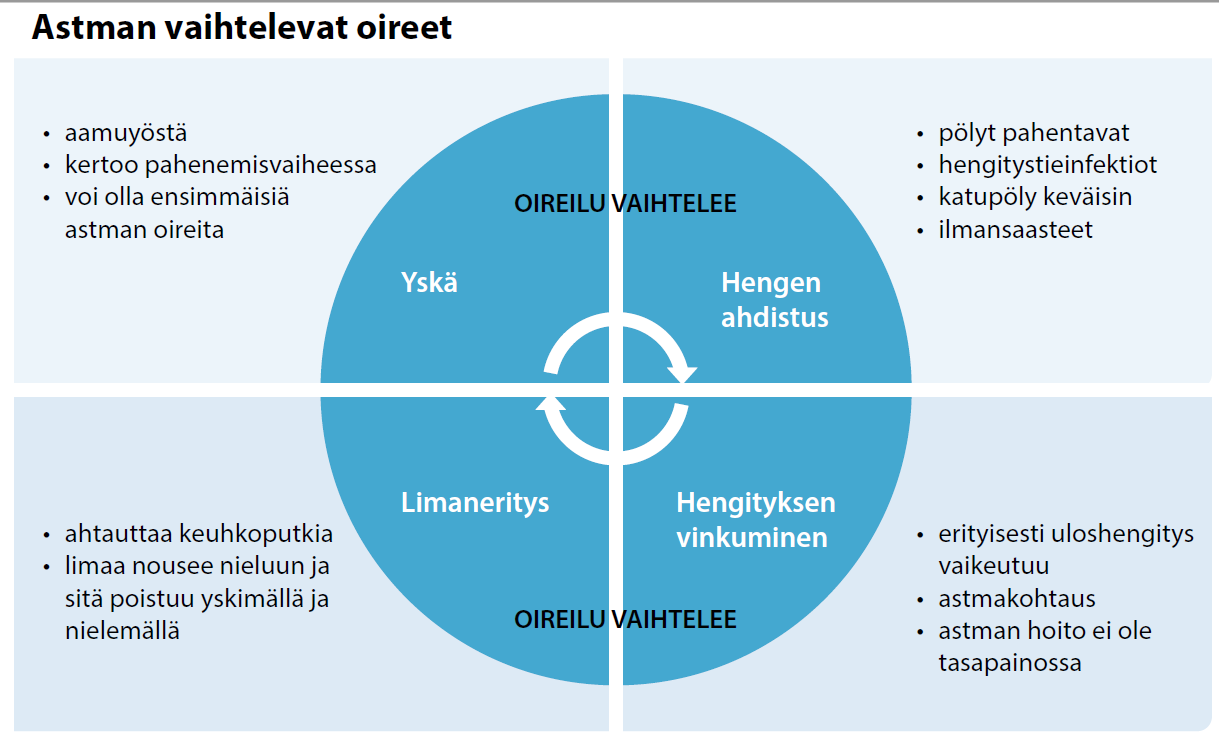 Astman vaihtelevat oireet
• aamuyöstä
• kertoo pahenemisvaiheessa
• voi olla ensimmäisiä
astman oireita
• pölyt pahentavat
• hengitystieinfektiot
• katupöly keväisin
• ilmansaasteet
OIREILU VAIHTELEE
Yskä
Hengen
ahdistus
Limaneritys
Hengityksen
vinkuminen
• ahtauttaa keuhkoputkia
• limaa nousee nieluun ja
sitä poistuu yskimällä ja
nielemällä
• erityisesti uloshengitys
vaikeutuu
• astmakohtaus
• astman hoito ei ole
tasapainossa
OIREILU VAIHTELEE